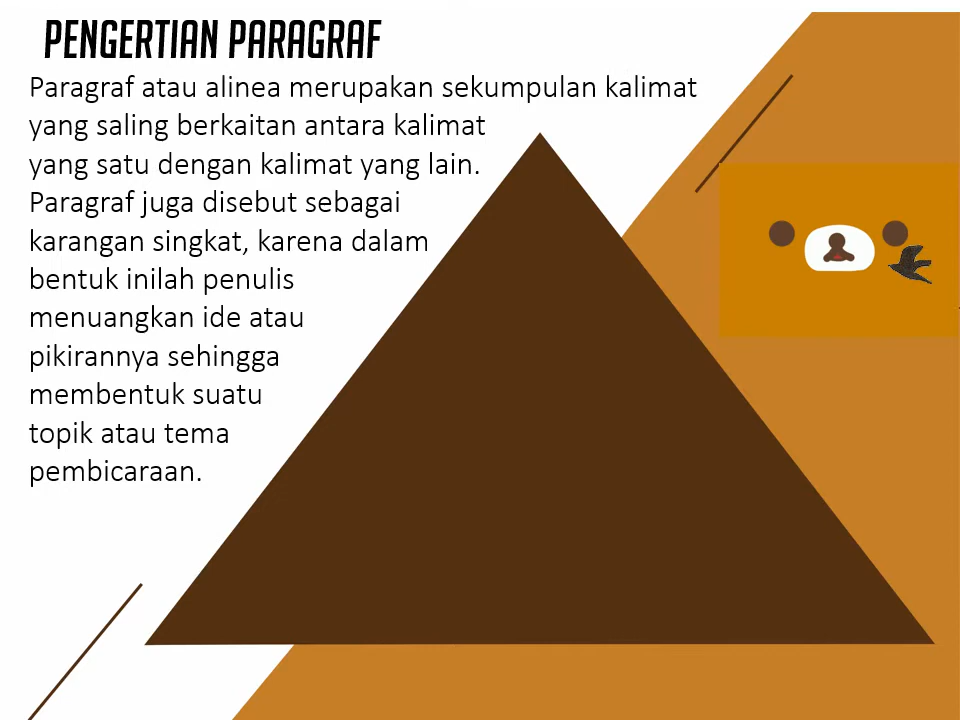 PENGERTIAN PARAGRAF
Paragraf atau alinea merupakan sekumpulan kalimat
yang saling berkaitan antara kalimat
yang satu dengan kalimat yang lain.
Paragraf juga disebut sebagai
karangan singkat, karena dalam
bentuk inilah penulis
menuangkan ide atau
pikirannya sehingga
membentuk suatu
topik atau tema
pembicaraan.